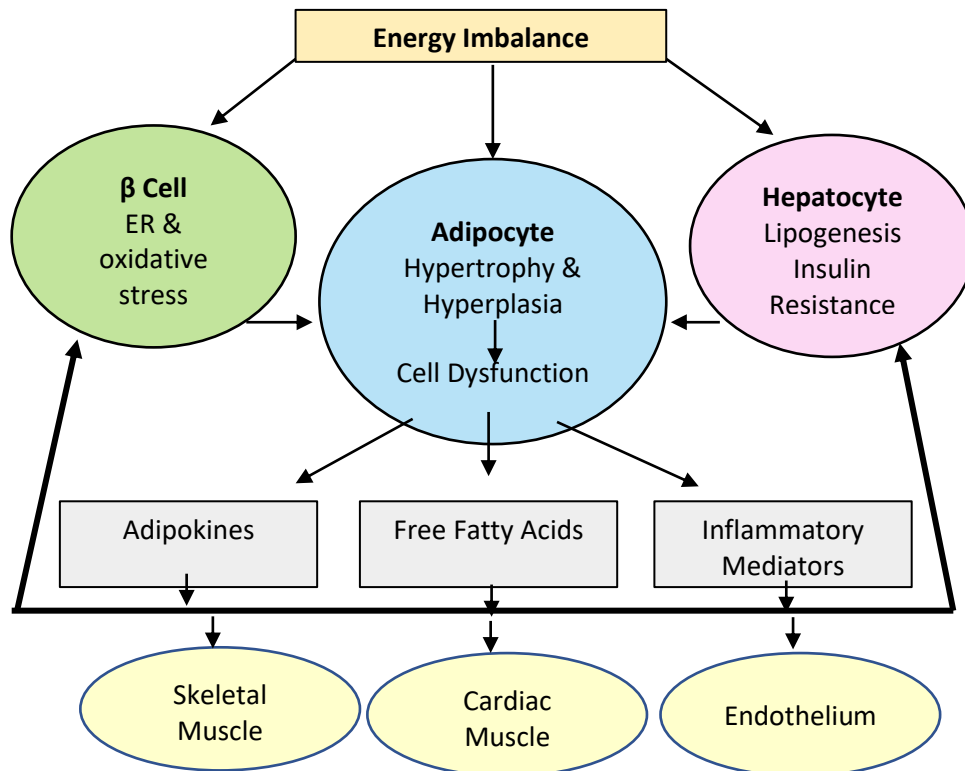 Energy Imbalance
β Cell
ER &
oxidative
stress
Adipocyte
Hypertrophy &
Hyperplasia
Cell Dysfunction
Hepatocyte
Lipogenesis
Insulin
Resistance
Adipokines
Free Fatty Acids
Inflammatory
Mediators
Skeletal
Muscle
Cardiac
Muscle
Endothelium